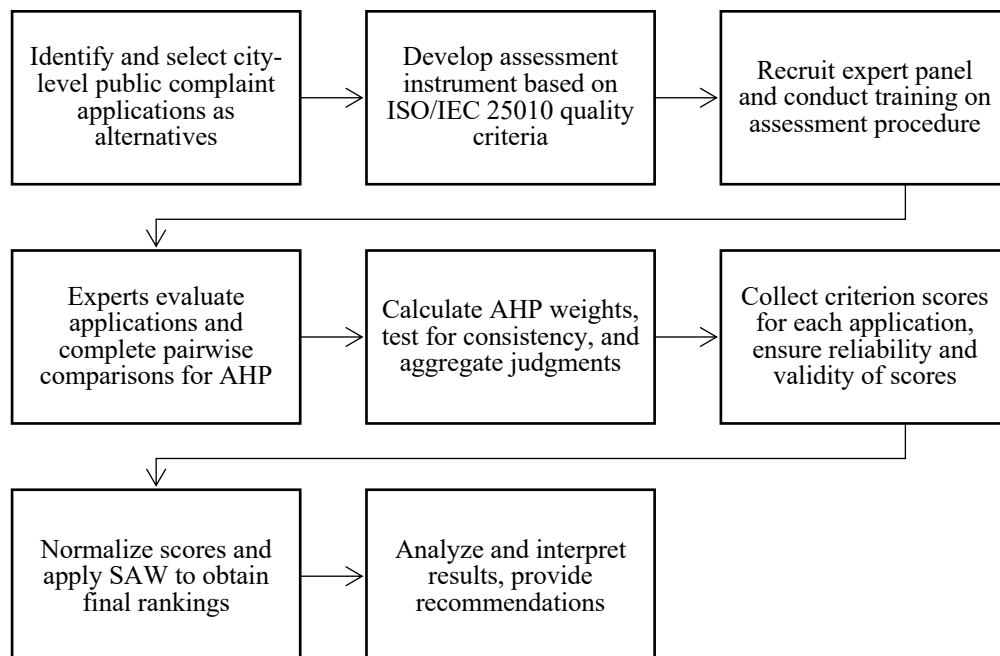 Identify and select city-
level public complaint
applications as
alternatives
Develop assessment
instrument based on
ISO/IEC 25010 quality
criteria
Recruit expert panel
and conduct training on
assessment procedure
Experts evaluate
applications and
complete pairwise
comparisons for AHP
Calculate AHP weights,
test for consistency, and
aggregate judgments
Collect criterion scores
for each application,
ensure reliability and
validity of scores
Normalize scores and
apply SAW to obtain
final rankings
Analyze and interpret
results, provide
recommendations